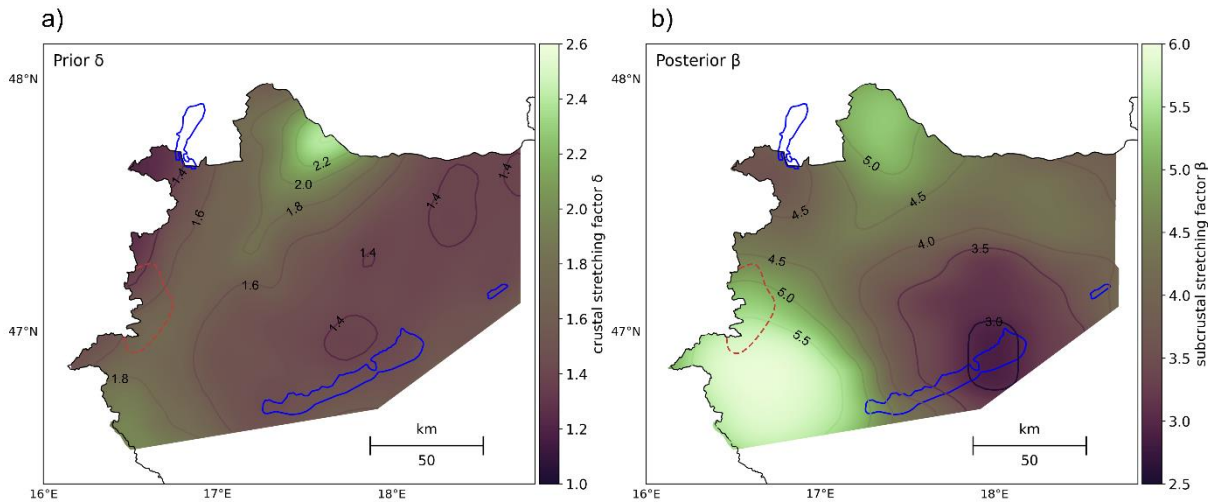 a)
b)
Prior δ
48°N
47°N
16°E
17°E
18°E
1.4
1.6
1.8
2.0
2.2
1.4
1.4
1.4
1.6
1.4
1.8
km
50
2.6
2.4
2.2
2.0
1.8
1.6
1.4
1.2
1.0
crustal stretching factor δ
Posterior β
48°N
47°N
16°E
17°E
18°E
5.0
4.5
4.5
4.0
3.5
4.5
5.0
5.5
3.0
km
50
6.0
5.5
5.0
4.5
4.0
3.5
3.0
2.5
subcrustal stretching factor β